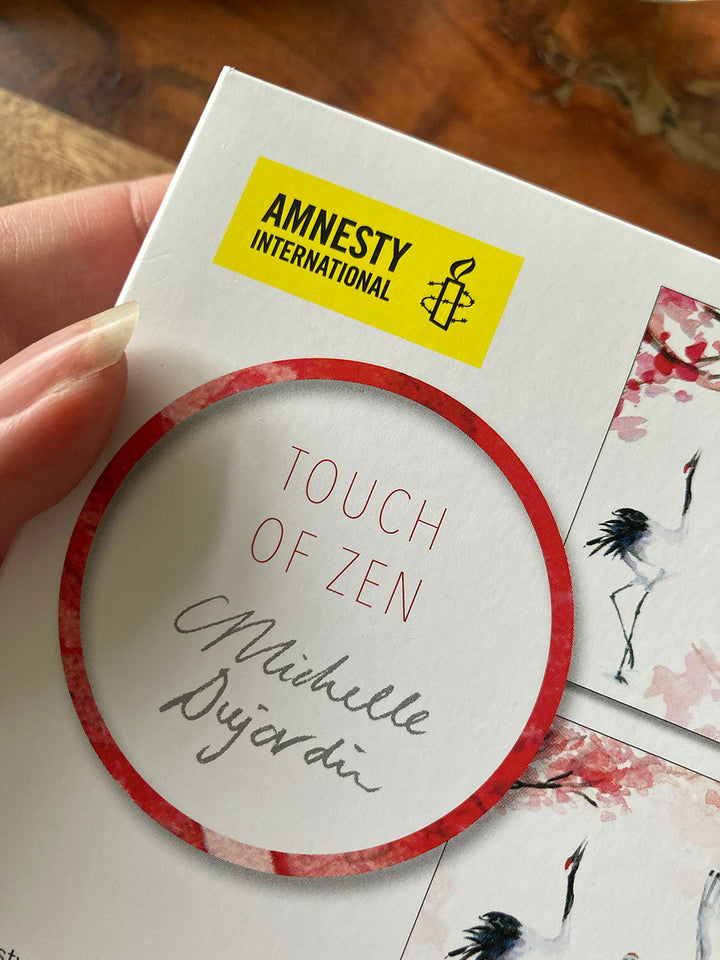 AMNESTY
INTERNATIONAL
TOUCH
OF ZEN
Michelle
Dujardin